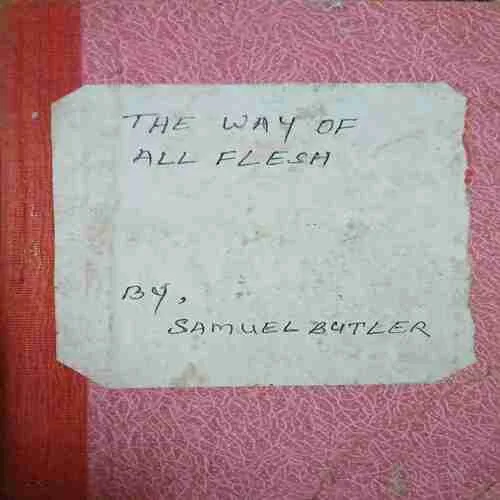 THE WAY OF
ALL FLESH
BY,
SAMUEL BUTLER